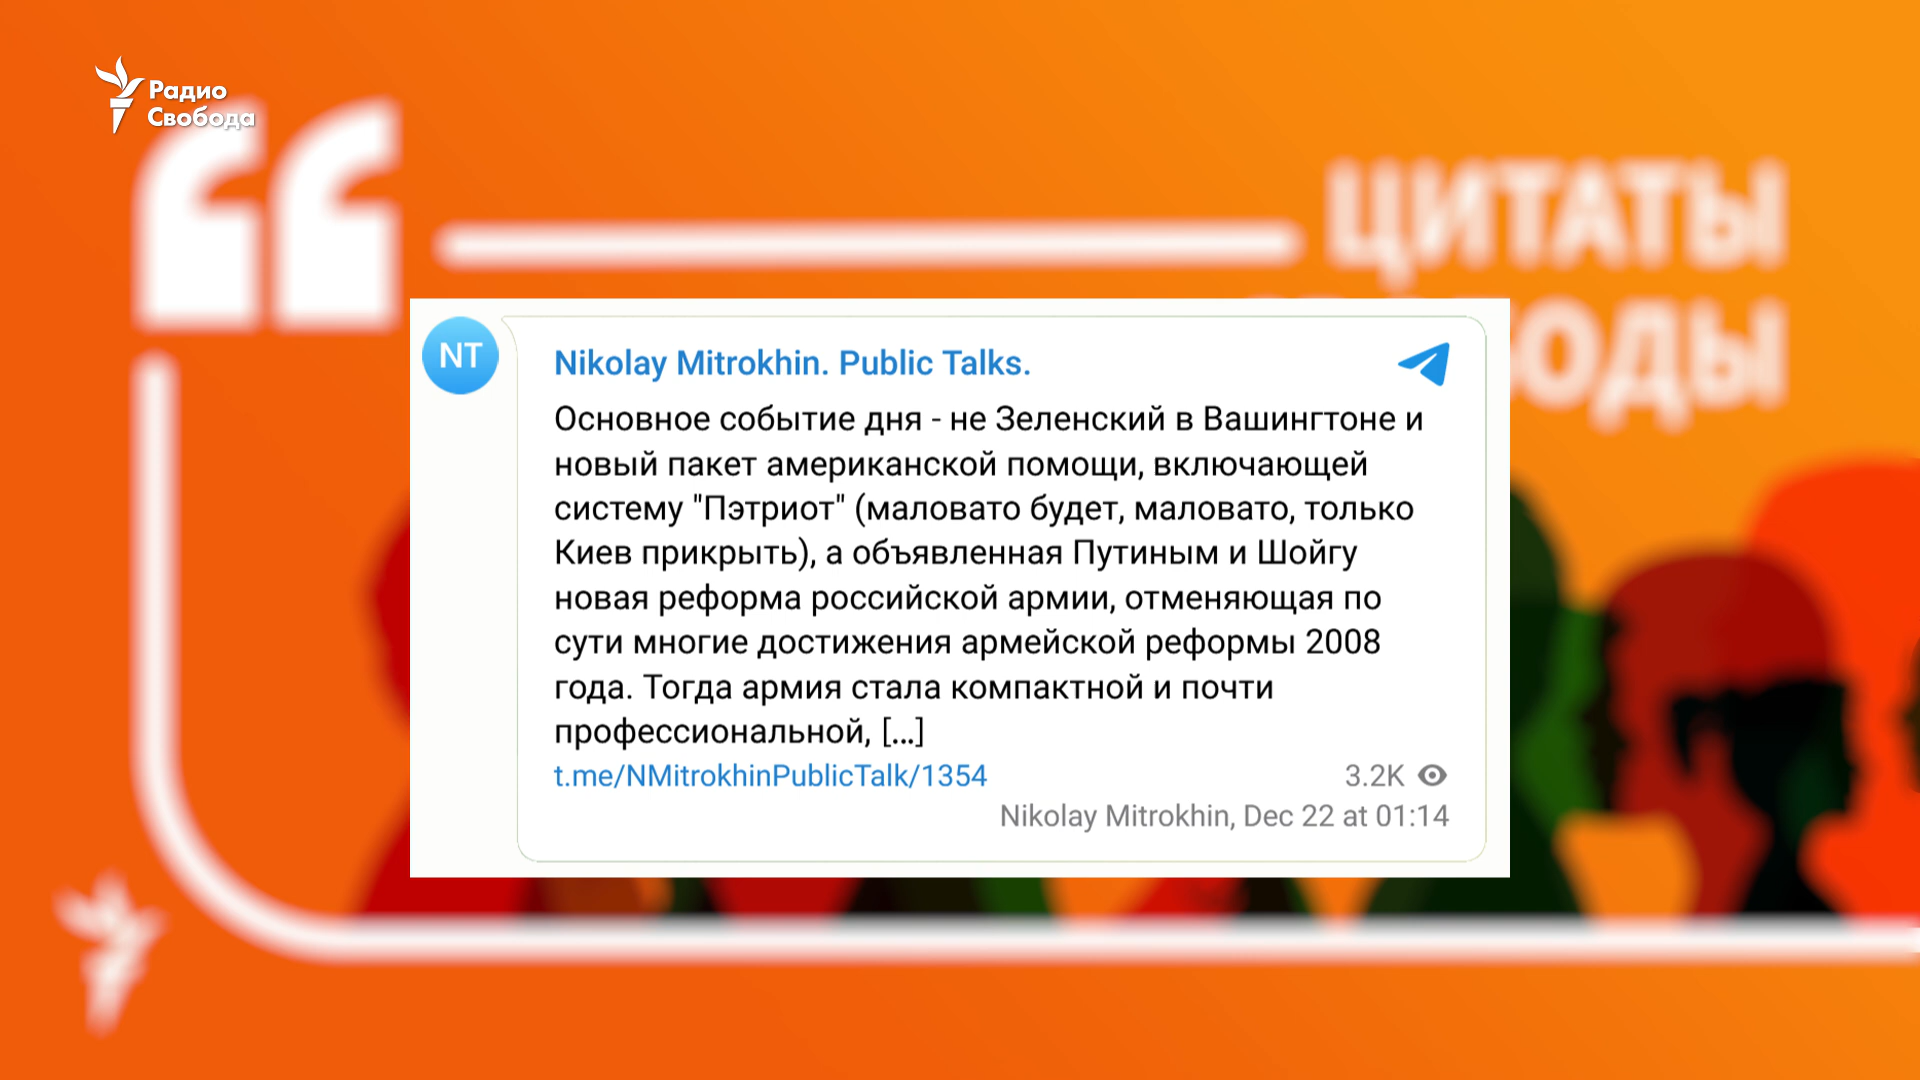 Радио
Свобода
ЦИТАТЫ
NT
Nikolay Mitrokhin. Public Talks.
Основное событие дня - не Зеленский в Вашингтоне и
новый пакет американской помощи, включающей
систему "Пэтриот" (маловато будет, маловато, только
Киев прикрыть), а объявленная Путиным и Шойгу
новая реформа российской армии, отменяющая по
сути многие достижения армейской реформы 2008
года. Тогда армия стала компактной и почти
профессиональной, [...]
t.me/NMitrokhinPublicTalk/1354
3.2K
Nikolay Mitrokhin, Dec 22 at 01:14